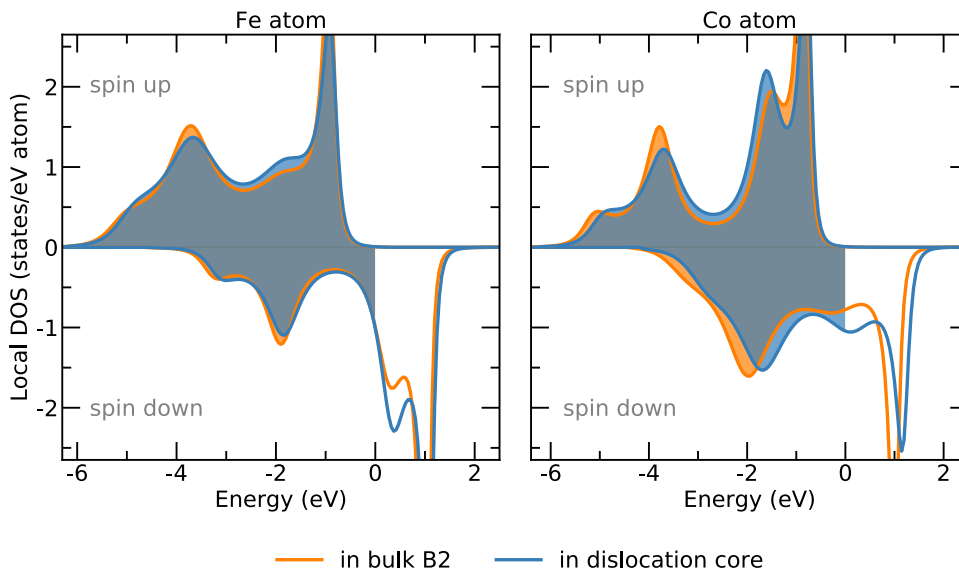 Fe atom
Co atom
spin up
spin up
2
1
0
-1
-2
Local DOS (states/eV atom)
spin down
spin down
-6
-4
-2
0
2
-6
-4
-2
0
2
Energy (eV)
Energy (eV)
in bulk B2
in dislocation core